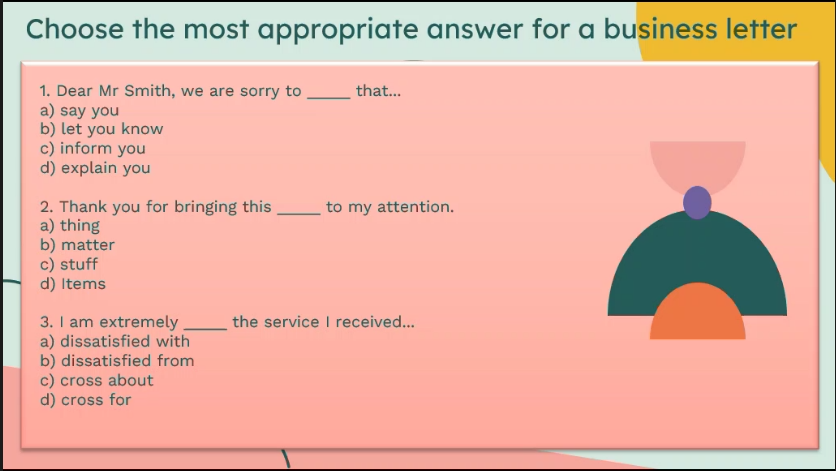 Choose the most appropriate answer for a business letter
1. Dear Mr Smith, we are sorry to _____ that...
a) say you
b) let you know
c) inform you
d) explain you
2. Thank you for bringing this _____ to my attention.
a) thing
b) matter
c) stuff
d) Items
3. I am extremely _____ the service I received...
a) dissatisfied with
b) dissatisfied from
c) cross about
d) cross for